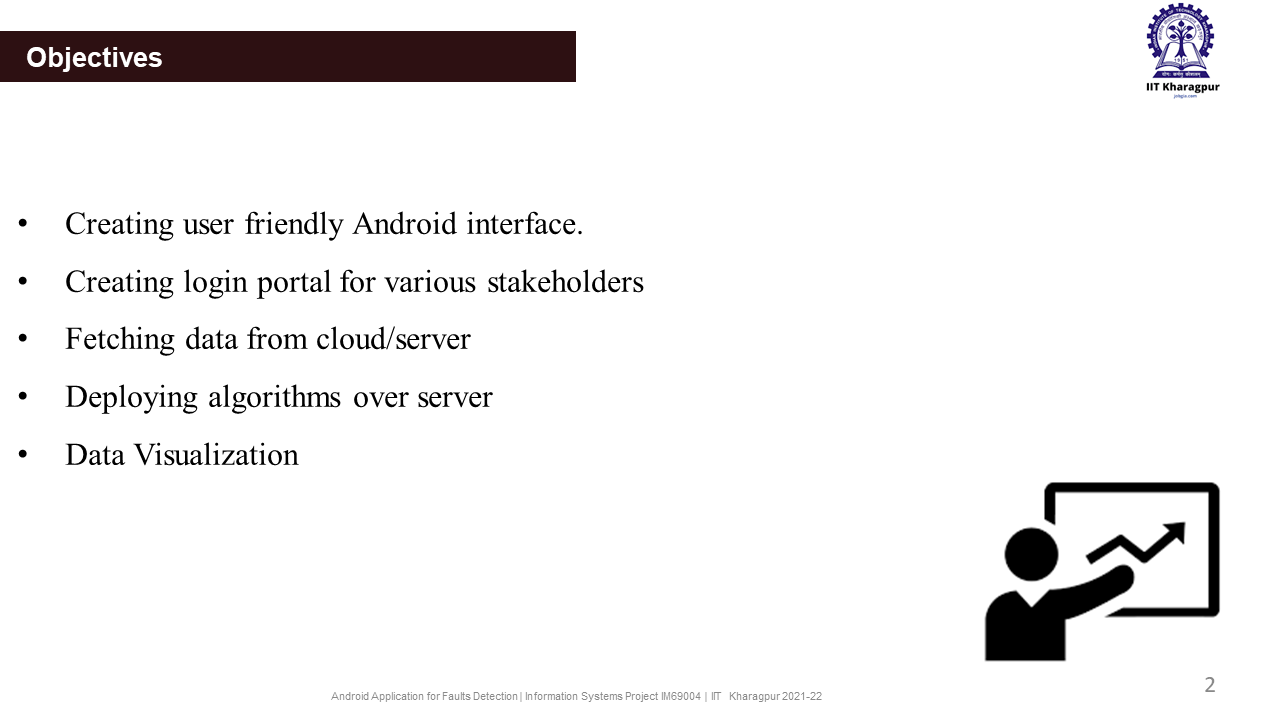 Objectives
IIT Kharagpur
• Creating user friendly Android interface.
• Creating login portal for various stakeholders
• Fetching data from cloud/server
• Deploying algorithms over server
• Data Visualization
Android Application for Faults Detection | Information Systems Project IM69004 | IIT Kharagpur 2021-22
2